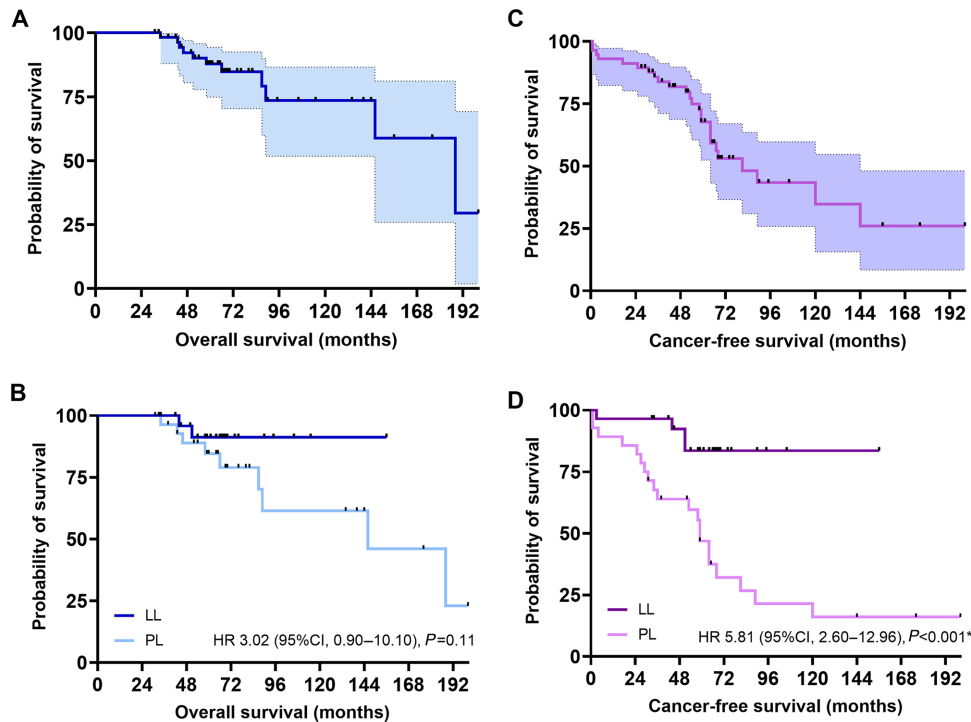 A
Probability of survival
100
75
50
25
0
0 24 48 72 96 120 144 168 192
Overall survival (months)
C
Probability of survival
100
75
50
25
0
0 24 48 72 96 120 144 168 192
Cancer-free survival (months)
B
Probability of survival
100
75
50
25
0
LL
PL
HR 3.02 (95%CI, 0.90–10.10), P=0.11
0 24 48 72 96 120 144 168 192
Overall survival (months)
D
Probability of survival
100
75
50
25
0
LL
PL
HR 5.81 (95%CI, 2.60–12.96), P<0.001*
0 24 48 72 96 120 144 168 192
Cancer-free survival (months)